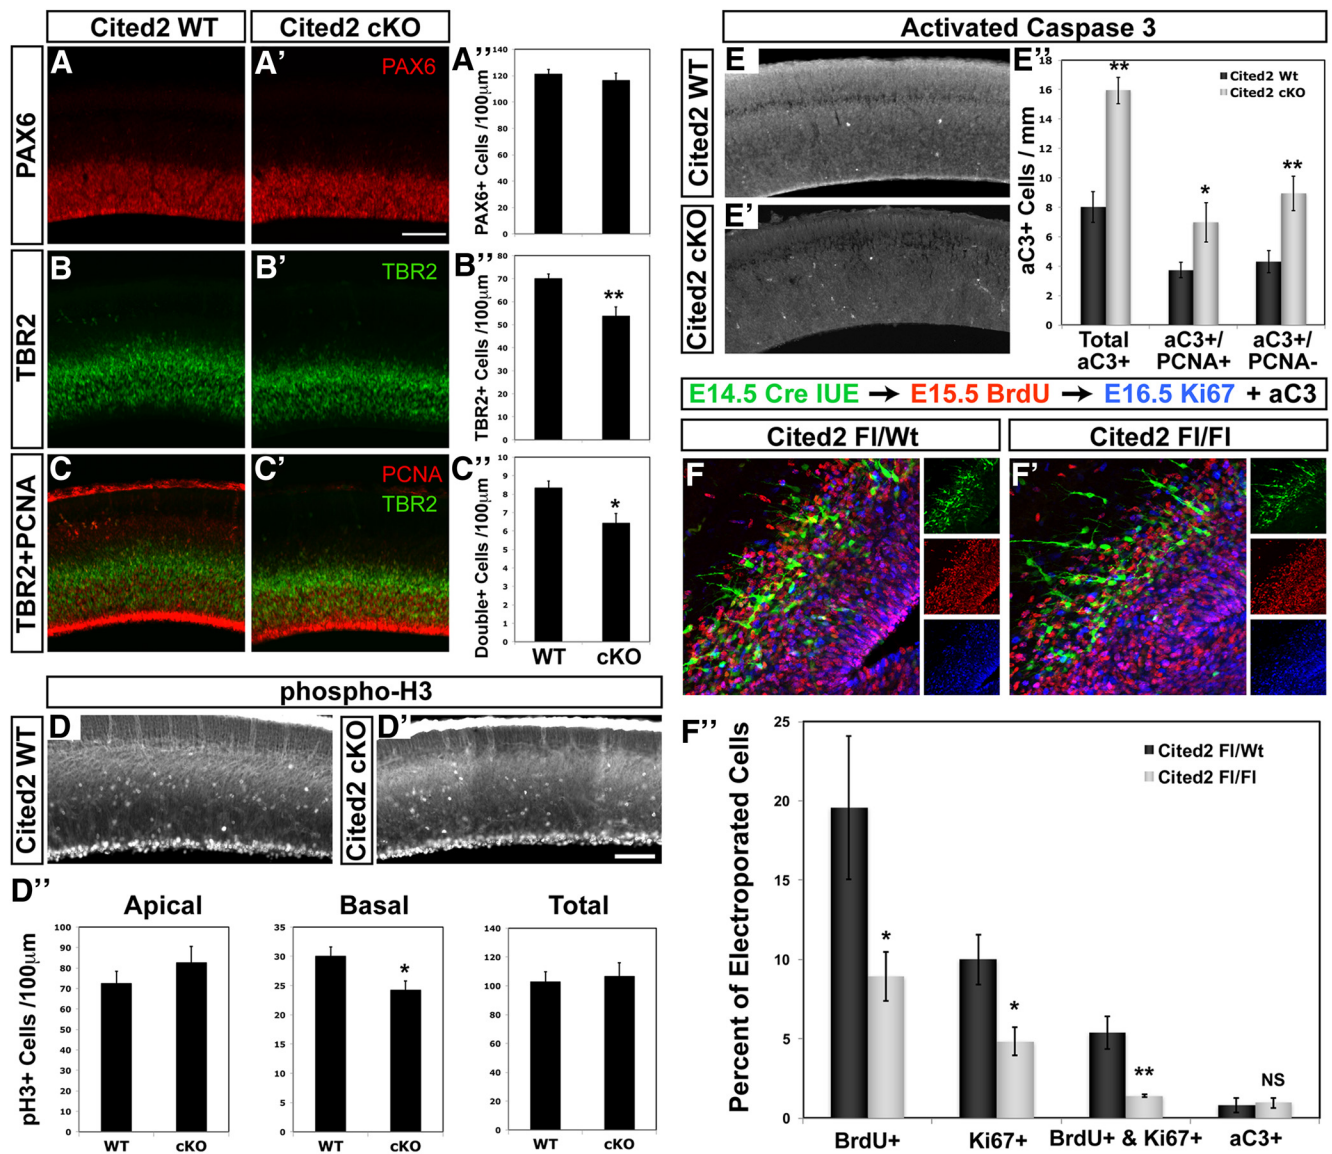 Cited2 WT
Cited2 cKO
PAX6
A
A'
PAX6
A''
PAX6+ Cells /100µm
140
120
100
80
60
40
20
0
TBR2
B
B'
TBR2
B''
TBR2+ Cells /100µm
80
70
60
50
40
30
20
10
0
**
TBR2+PCNA
C
C'
PCNA
TBR2
C''
Double+ Cells /100µm
10
9
8
7
6
5
4
3
2
1
0
*
WT
cKO
phospho-H3
Cited2 WT
D
Cited2 cKO
D'
D''
pH3+ Cells /100µm
Apical
100
90
80
70
60
50
40
30
20
10
0
WT
cKO
Basal
35
30
25
20
15
10
5
0
*
WT
cKO
Total
140
120
100
80
60
40
20
0
WT
cKO
Activated Caspase 3
Cited2 WT
E
Cited2 cKO
E'
E''
aC3+ Cells / mm
18
16
14
12
10
8
6
4
2
0
Cited2 Wt
Cited2 cKO
**
*
**
Total
aC3+
aC3+/
PCNA+
aC3+/
PCNA-
E14.5 Cre IUE → E15.5 BrdU → E16.5 Ki67 + aC3
Cited2 Fl/Wt
Cited2 Fl/Fl
F
F'
F''
Percent of Electroporated Cells
25
20
15
10
5
0
Cited2 Fl/Wt
Cited2 Fl/Fl
*
*
**
NS
BrdU+
Ki67+
BrdU+ & Ki67+
aC3+